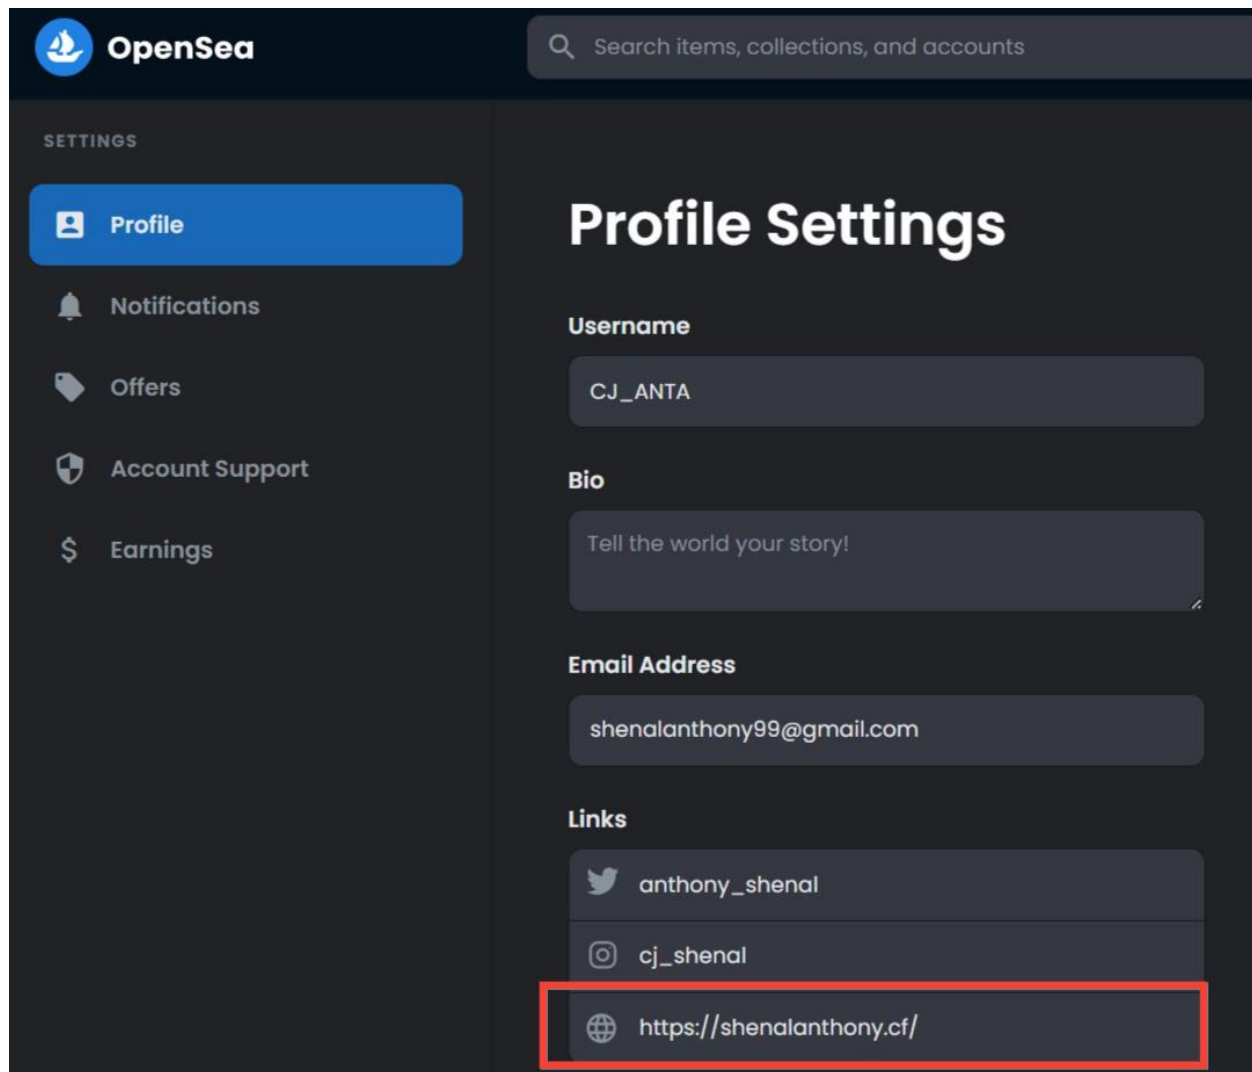 OpenSea
Search items, collections, and accounts
SETTINGS
Profile
Notifications
Offers
Account Support
Earnings
Profile Settings
Username
CJ_ANTA
Bio
Tell the world your story!
Email Address
shenalanthony99@gmail.com
Links
anthony_shenal
cj_shenal
https://shenalanthony.cf/